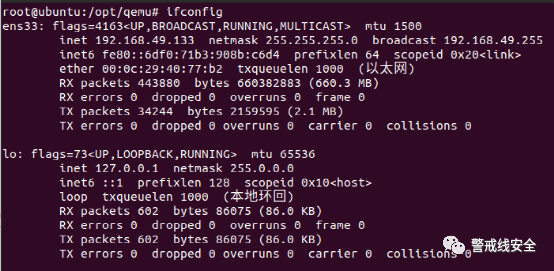 root@ubuntu:/opt/qemu# ifconfig
ens33: flags=4163<UP,BROADCAST,RUNNING,MULTICAST>  mtu 1500
inet 192.168.49.133  netmask 255.255.255.0  broadcast 192.168.49.255
inet6 fe80::6df0:71b3:908b:c6d4  prefixlen 64  scopeid 0x20<link>
ether 00:0c:29:40:77:b2  txqueuelen 1000  (以太网)
RX packets 443880  bytes 660382883 (660.3 MB)
RX errors 0  dropped 0  overruns 0  frame 0
TX packets 34244  bytes 2159595 (2.1 MB)
TX errors 0  dropped 0 overruns 0  carrier 0  collisions 0
lo: flags=73<UP,LOOPBACK,RUNNING>  mtu 65536
inet 127.0.0.1  netmask 255.0.0.0
inet6 ::1  prefixlen 128  scopeid 0x10<host>
loop  txqueuelen 1000  (本地环回)
RX packets 602  bytes 86075 (86.0 KB)
RX errors 0  dropped 0  overruns 0  frame 0
TX packets 602  bytes 86075 (86.0 KB)
TX errors 0  dropped 0 overruns 0  carrier 0  collisions 0
警戒线安全